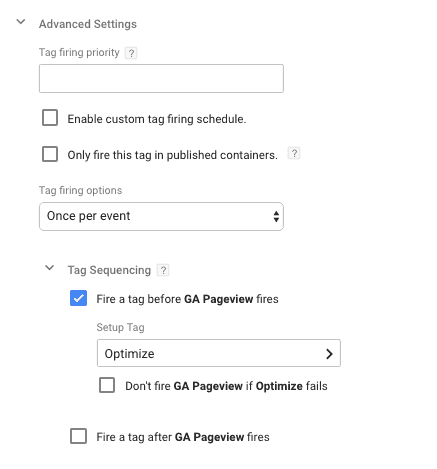 Advanced Settings
Tag firing priority ?
Enable custom tag firing schedule.
Only fire this tag in published containers. ?
Tag firing options
Once per event
Tag Sequencing ?
Fire a tag before GA Pageview fires
Setup Tag
Optimize
Don't fire GA Pageview if Optimize fails
Fire a tag after GA Pageview fires